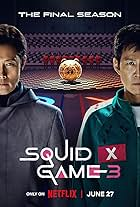 THE FINAL SEASON
SQUID X
GAME 3
ONLY ON NETFLIX | JUNE 27